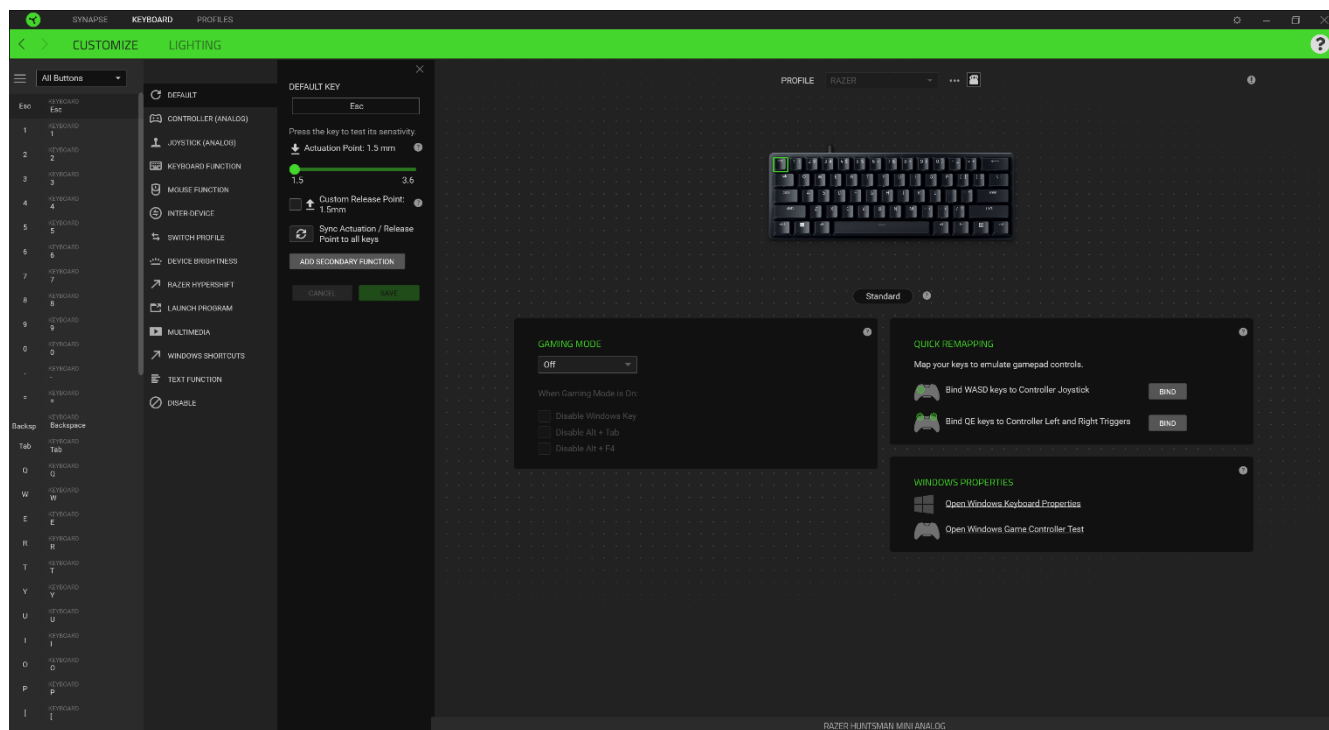 SYNAPSE KEYBOARD PROFILES
CUSTOMIZE LIGHTING
All Buttons
Esc KEYBOARD
Esc
1 KEYBOARD
1
2 KEYBOARD
2
3 KEYBOARD
3
4 KEYBOARD
4
5 KEYBOARD
5
6 KEYBOARD
6
7 KEYBOARD
7
8 KEYBOARD
8
9 KEYBOARD
9
0 KEYBOARD
0
- KEYBOARD
-
= KEYBOARD
=
Backsp KEYBOARD
Backspace
Tab KEYBOARD
Tab
Q KEYBOARD
Q
W KEYBOARD
W
E KEYBOARD
E
R KEYBOARD
R
T KEYBOARD
T
Y KEYBOARD
Y
U KEYBOARD
U
I KEYBOARD
I
O KEYBOARD
O
P KEYBOARD
P
[ KEYBOARD
[
DEFAULT
CONTROLLER (ANALOG)
JOYSTICK (ANALOG)
KEYBOARD FUNCTION
MOUSE FUNCTION
INTER-DEVICE
SWITCH PROFILE
DEVICE BRIGHTNESS
RAZER HYPERSHIFT
LAUNCH PROGRAM
MULTIMEDIA
WINDOWS SHORTCUTS
TEXT FUNCTION
DISABLE
DEFAULT KEY
Esc
Press the key to test its senstivity.
Actuation Point: 1.5 mm
1.5 3.6
Custom Release Point:
1.5mm
Sync Actuation / Release
Point to all keys
ADD SECONDARY FUNCTION
CANCEL SAVE
PROFILE RAZER
Standard
GAMING MODE
Off
When Gaming Mode is On:
Disable Windows Key
Disable Alt + Tab
Disable Alt + F4
QUICK REMAPPING
Map your keys to emulate gamepad controls.
Bind WASD keys to Controller Joystick BIND
Bind QE keys to Controller Left and Right Triggers BIND
WINDOWS PROPERTIES
Open Windows Keyboard Properties
Open Windows Game Controller Test
RAZER HUNTSMAN MINI ANALOG